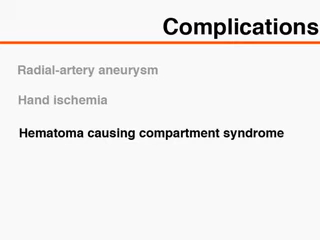 Complications
Radial-artery aneurysm
Hand ischemia
Hematoma causing compartment syndrome